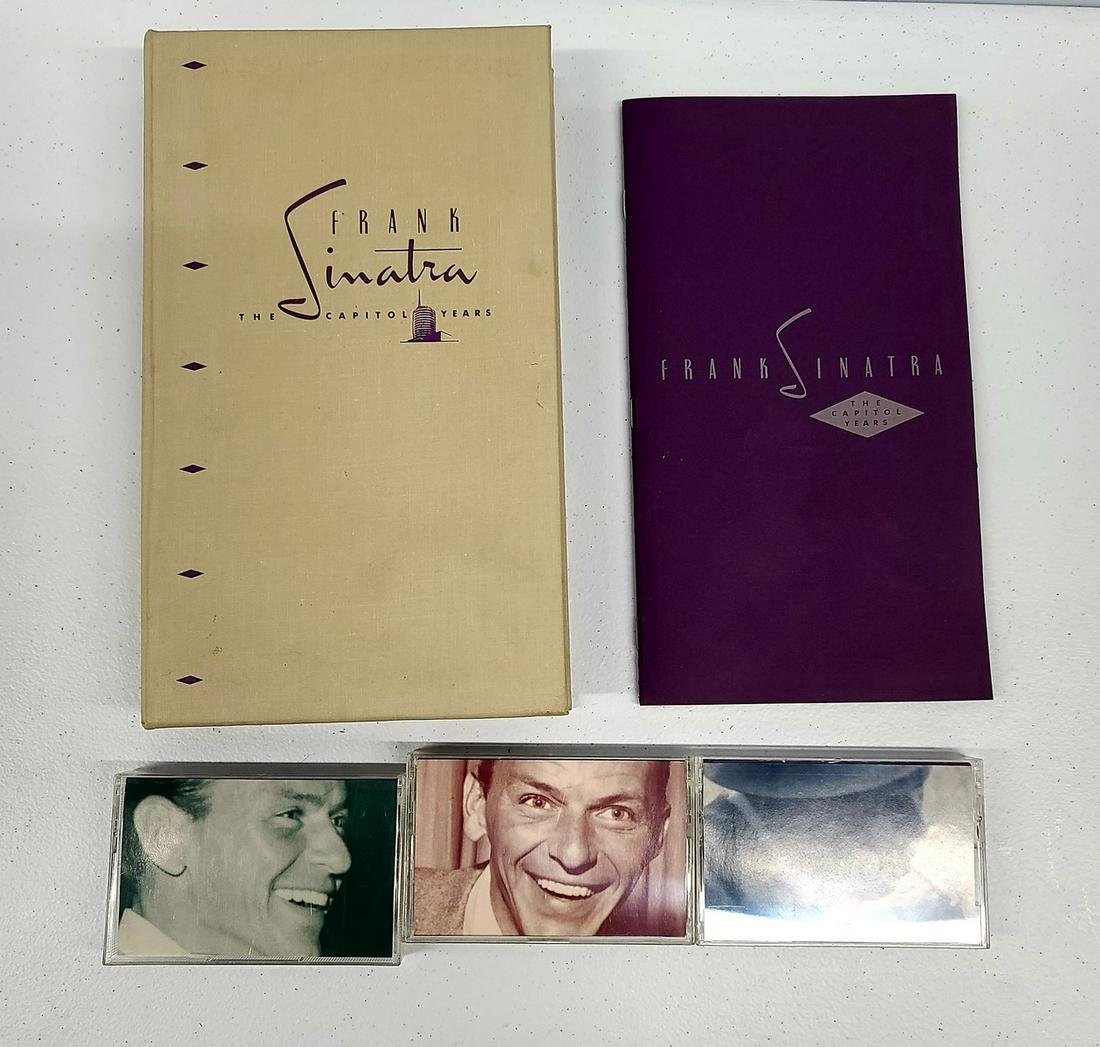 FRANK
Sinatra
THE CAPITOL YEARS
FRANK SINATRA
THE
CAPITOL
YEARS